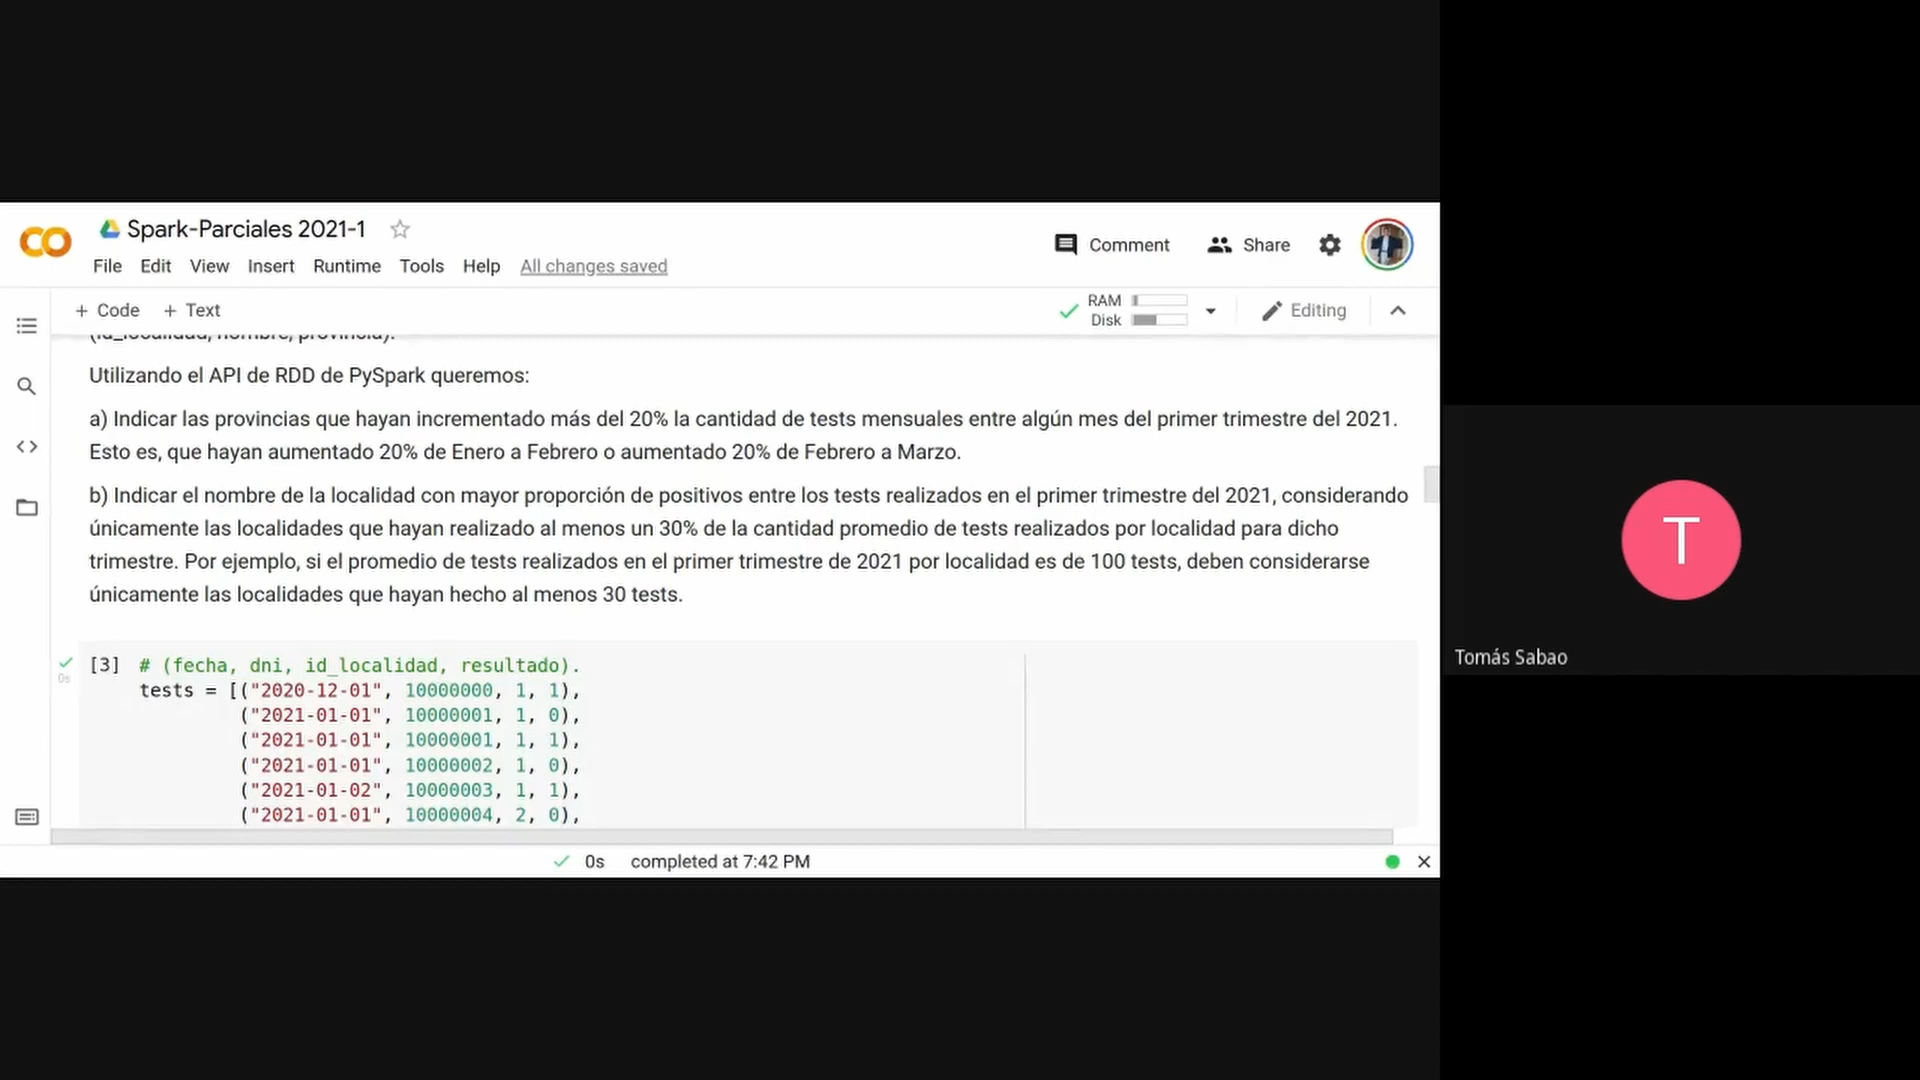 Spark-Parciales 2021-1
File Edit View Insert Runtime Tools Help All changes saved
Comment Share
+ Code + Text
RAM
Disk
Editing
(id_localidad, nombre, provincia).
Utilizando el API de RDD de PySpark queremos:
a) Indicar las provincias que hayan incrementado más del 20% la cantidad de tests mensuales entre algún mes del primer trimestre del 2021.
Esto es, que hayan aumentado 20% de Enero a Febrero o aumentado 20% de Febrero a Marzo.
b) Indicar el nombre de la localidad con mayor proporción de positivos entre los tests realizados en el primer trimestre del 2021, considerando
únicamente las localidades que hayan realizado al menos un 30% de la cantidad promedio de tests realizados por localidad para dicho
trimestre. Por ejemplo, si el promedio de tests realizados en el primer trimestre de 2021 por localidad es de 100 tests, deben considerarse
únicamente las localidades que hayan hecho al menos 30 tests.
0s
[3] # (fecha, dni, id_localidad, resultado).
tests = [("2020-12-01", 10000000, 1, 1),
("2021-01-01", 10000001, 1, 0),
("2021-01-01", 10000001, 1, 1),
("2021-01-01", 10000002, 1, 0),
("2021-01-02", 10000003, 1, 1),
("2021-01-01", 10000004, 2, 0),
0s completed at 7:42 PM
T
Tomás Sabao